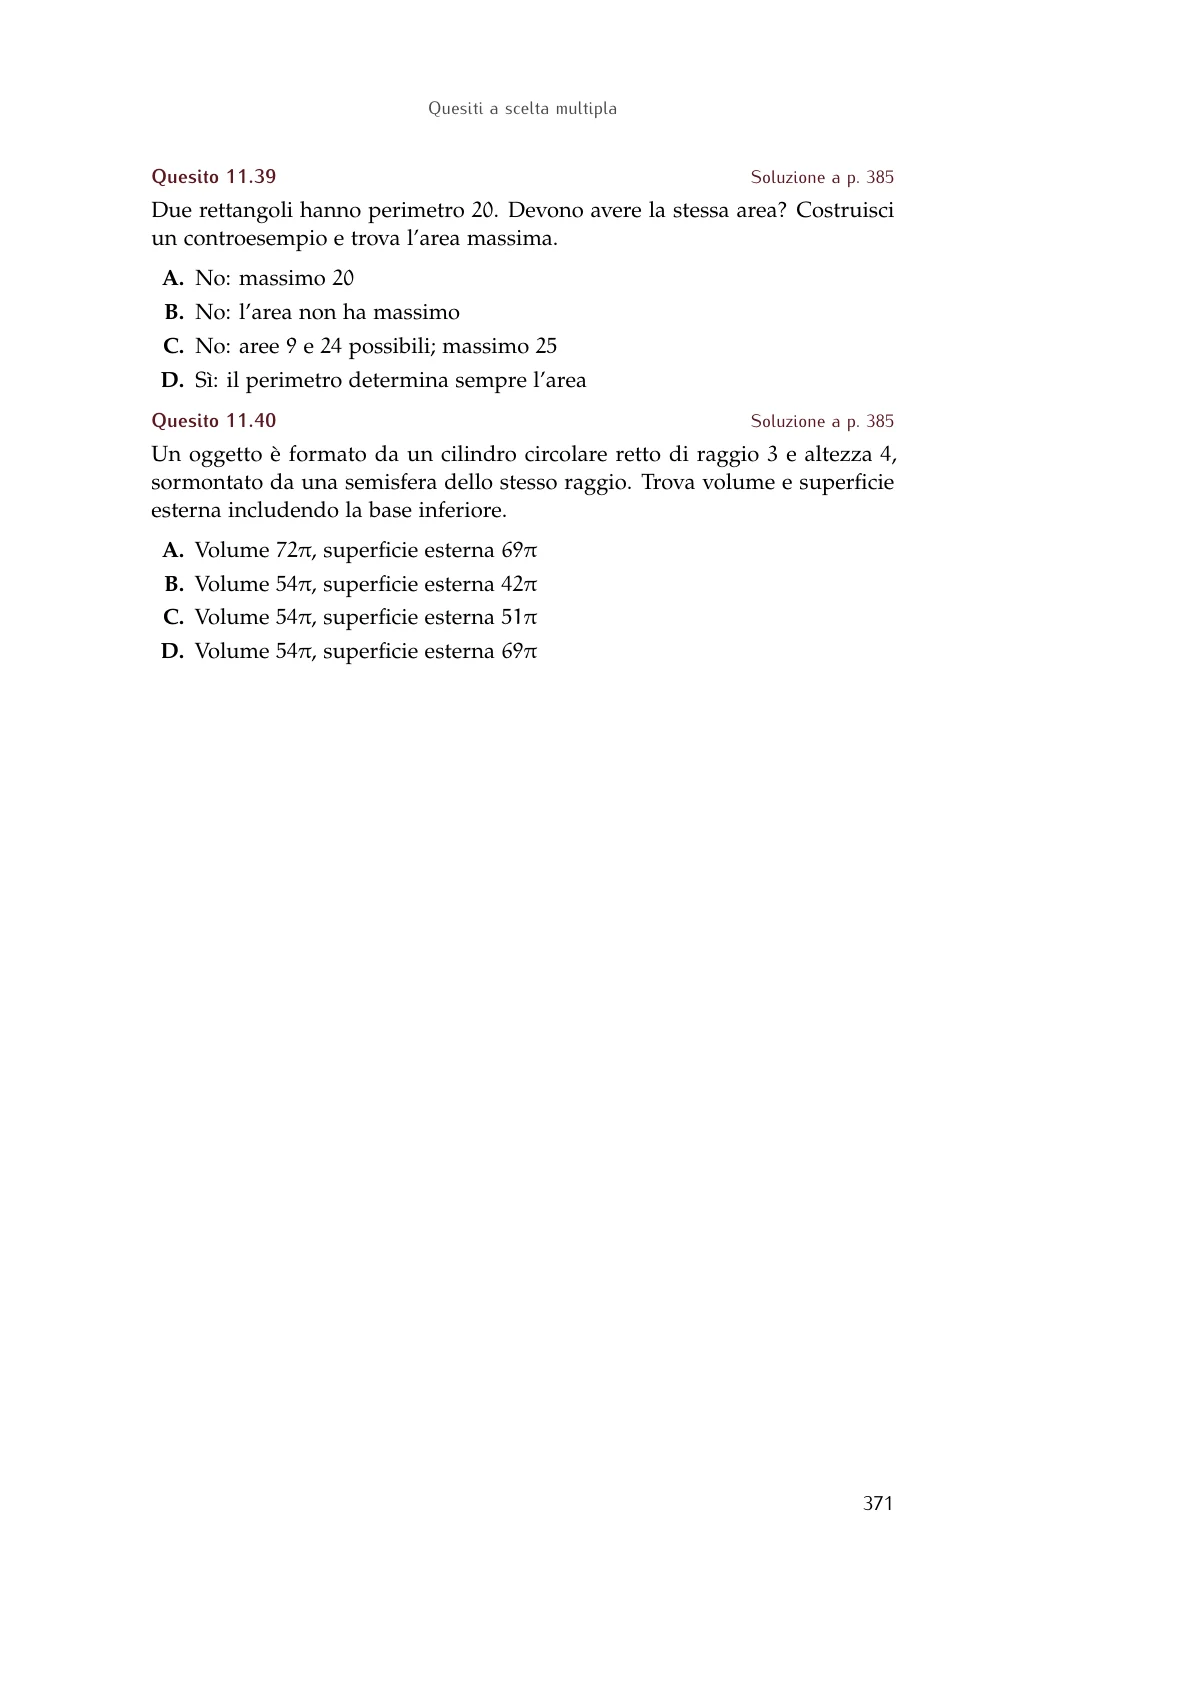 Quesiti a scelta multipla
Quesito 11.39 Soluzione a p. 385
Due rettangoli hanno perimetro 20. Devono avere la stessa area? Costruisci
un controesempio e trova l'area massima.
A. No: massimo 20
B. No: l'area non ha massimo
C. No: aree 9 e 24 possibili; massimo 25
D. Sì: il perimetro determina sempre l'area
Quesito 11.40 Soluzione a p. 385
Un oggetto è formato da un cilindro circolare retto di raggio 3 e altezza 4,
sormontato da una semisfera dello stesso raggio. Trova volume e superficie
esterna includendo la base inferiore.
A. Volume 72π, superficie esterna 69π
B. Volume 54π, superficie esterna 42π
C. Volume 54π, superficie esterna 51π
D. Volume 54π, superficie esterna 69π
371